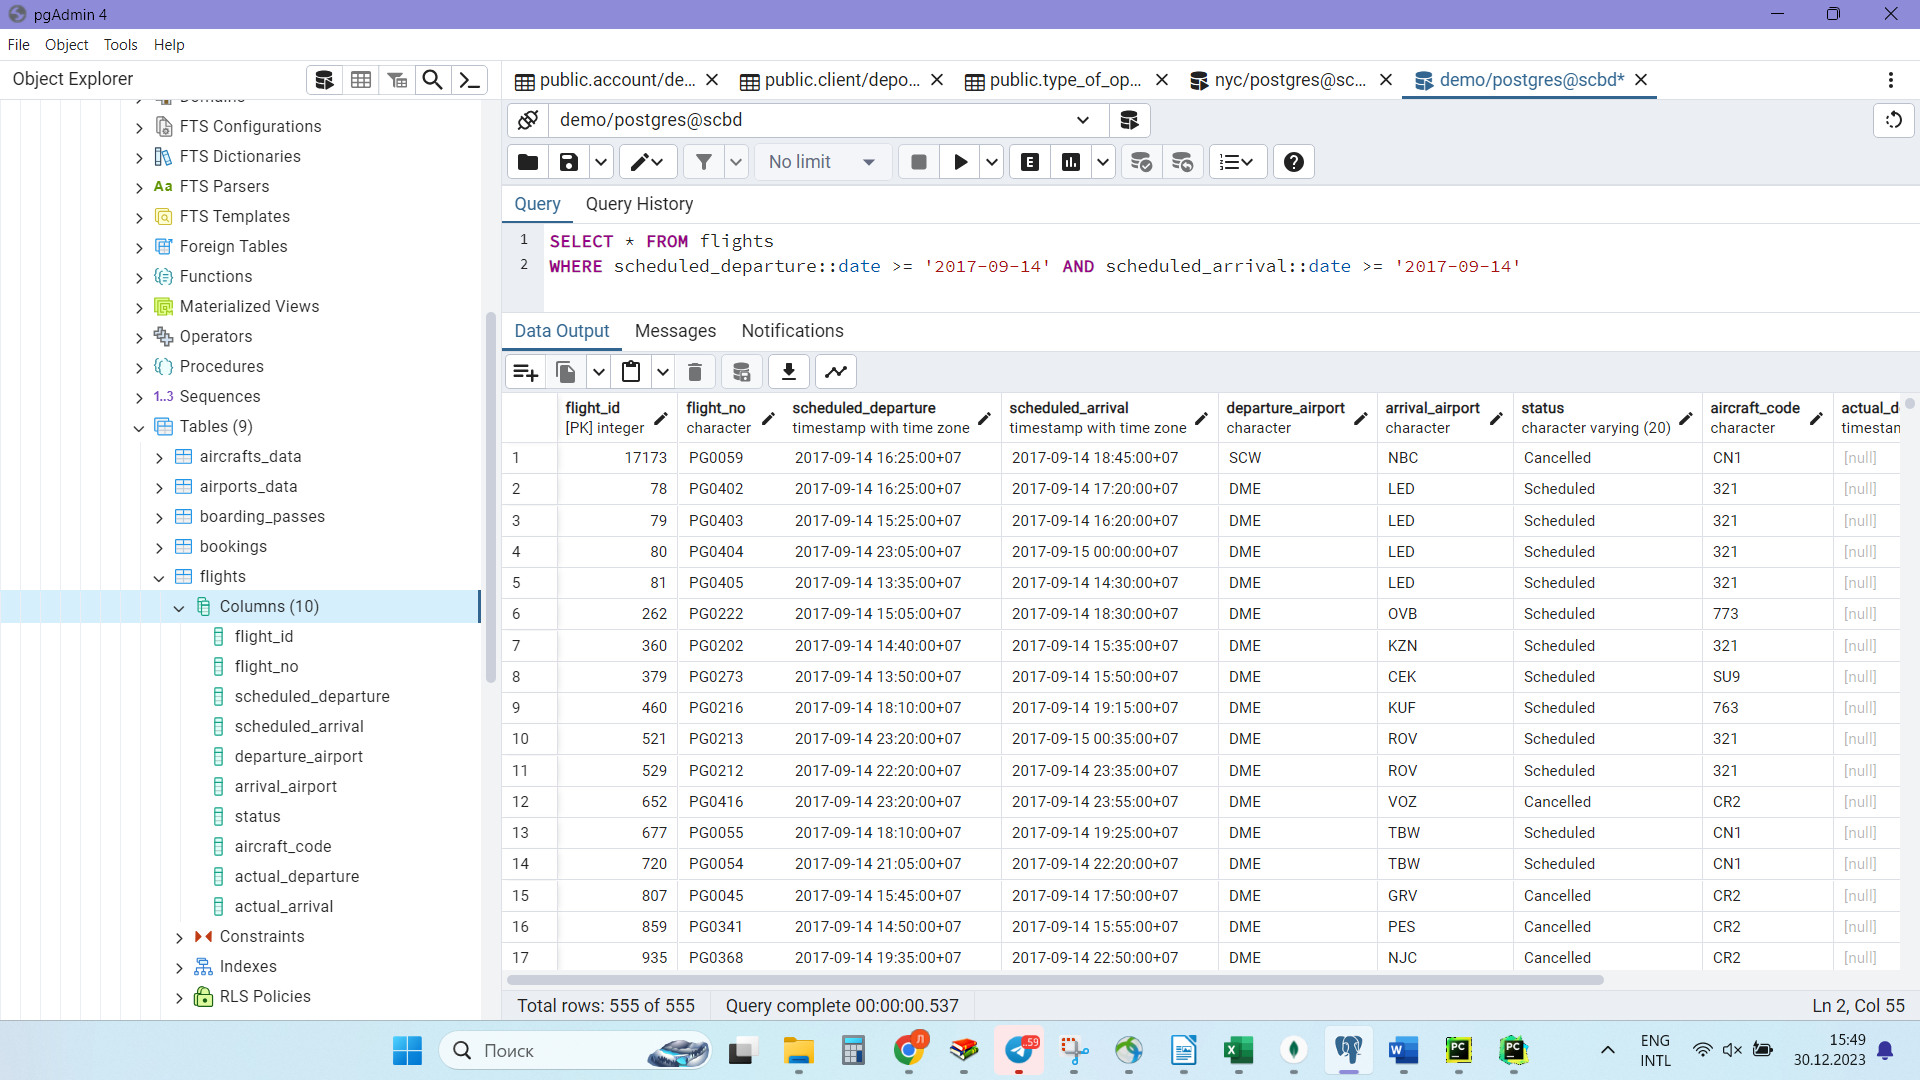 pgAdmin 4
File Object Tools Help
Object Explorer
public.account/de...
public.client/depo...
public.type_of_op...
nyc/postgres@sc...
demo/postgres@scbd*
demo/postgres@scbd
No limit
Query Query History
1 SELECT * FROM flights
2 WHERE scheduled_departure::date >= '2017-09-14' AND scheduled_arrival::date >= '2017-09-14'
Data Output Messages Notifications
Domains
FTS Configurations
FTS Dictionaries
Aa FTS Parsers
FTS Templates
Foreign Tables
Functions
Materialized Views
Operators
Procedures
1..3 Sequences
Tables (9)
aircrafts_data
airports_data
boarding_passes
bookings
flights
Columns (10)
flight_id
flight_no
scheduled_departure
scheduled_arrival
departure_airport
arrival_airport
status
aircraft_code
actual_departure
actual_arrival
Constraints
Indexes
RLS Policies
flight_id flight_no scheduled_departure scheduled_arrival departure_airport arrival_airport status aircraft_code actual_d
[PK] integer character timestamp with time zone timestamp with time zone character character character varying (20) character timestan
1 17173 PG0059 2017-09-14 16:25:00+07 2017-09-14 18:45:00+07 SCW NBC Cancelled CN1 [null]
2 78 PG0402 2017-09-14 16:25:00+07 2017-09-14 17:20:00+07 DME LED Scheduled 321 [null]
3 79 PG0403 2017-09-14 15:25:00+07 2017-09-14 16:20:00+07 DME LED Scheduled 321 [null]
4 80 PG0404 2017-09-14 23:05:00+07 2017-09-15 00:00:00+07 DME LED Scheduled 321 [null]
5 81 PG0405 2017-09-14 13:35:00+07 2017-09-14 14:30:00+07 DME LED Scheduled 321 [null]
6 262 PG0222 2017-09-14 15:05:00+07 2017-09-14 18:30:00+07 DME OVB Scheduled 773 [null]
7 360 PG0202 2017-09-14 14:40:00+07 2017-09-14 15:35:00+07 DME KZN Scheduled 321 [null]
8 379 PG0273 2017-09-14 13:50:00+07 2017-09-14 15:50:00+07 DME CEK Scheduled SU9 [null]
9 460 PG0216 2017-09-14 18:10:00+07 2017-09-14 19:15:00+07 DME KUF Scheduled 763 [null]
10 521 PG0213 2017-09-14 23:20:00+07 2017-09-15 00:35:00+07 DME ROV Scheduled 321 [null]
11 529 PG0212 2017-09-14 22:20:00+07 2017-09-14 23:35:00+07 DME ROV Scheduled 321 [null]
12 652 PG0416 2017-09-14 23:20:00+07 2017-09-14 23:55:00+07 DME VOZ Cancelled CR2 [null]
13 677 PG0055 2017-09-14 18:10:00+07 2017-09-14 19:25:00+07 DME TBW Scheduled CN1 [null]
14 720 PG0054 2017-09-14 21:05:00+07 2017-09-14 22:20:00+07 DME TBW Scheduled CN1 [null]
15 807 PG0045 2017-09-14 15:45:00+07 2017-09-14 17:50:00+07 DME GRV Cancelled CR2 [null]
16 859 PG0341 2017-09-14 14:50:00+07 2017-09-14 15:55:00+07 DME PES Cancelled CR2 [null]
17 935 PG0368 2017-09-14 19:35:00+07 2017-09-14 22:50:00+07 DME NJC Cancelled CR2 [null]
Total rows: 555 of 555 Query complete 00:00:00.537 Ln 2, Col 55
Поиск
Л
..59
PC
PC
ENG
INTL
15:49
30.12.2023